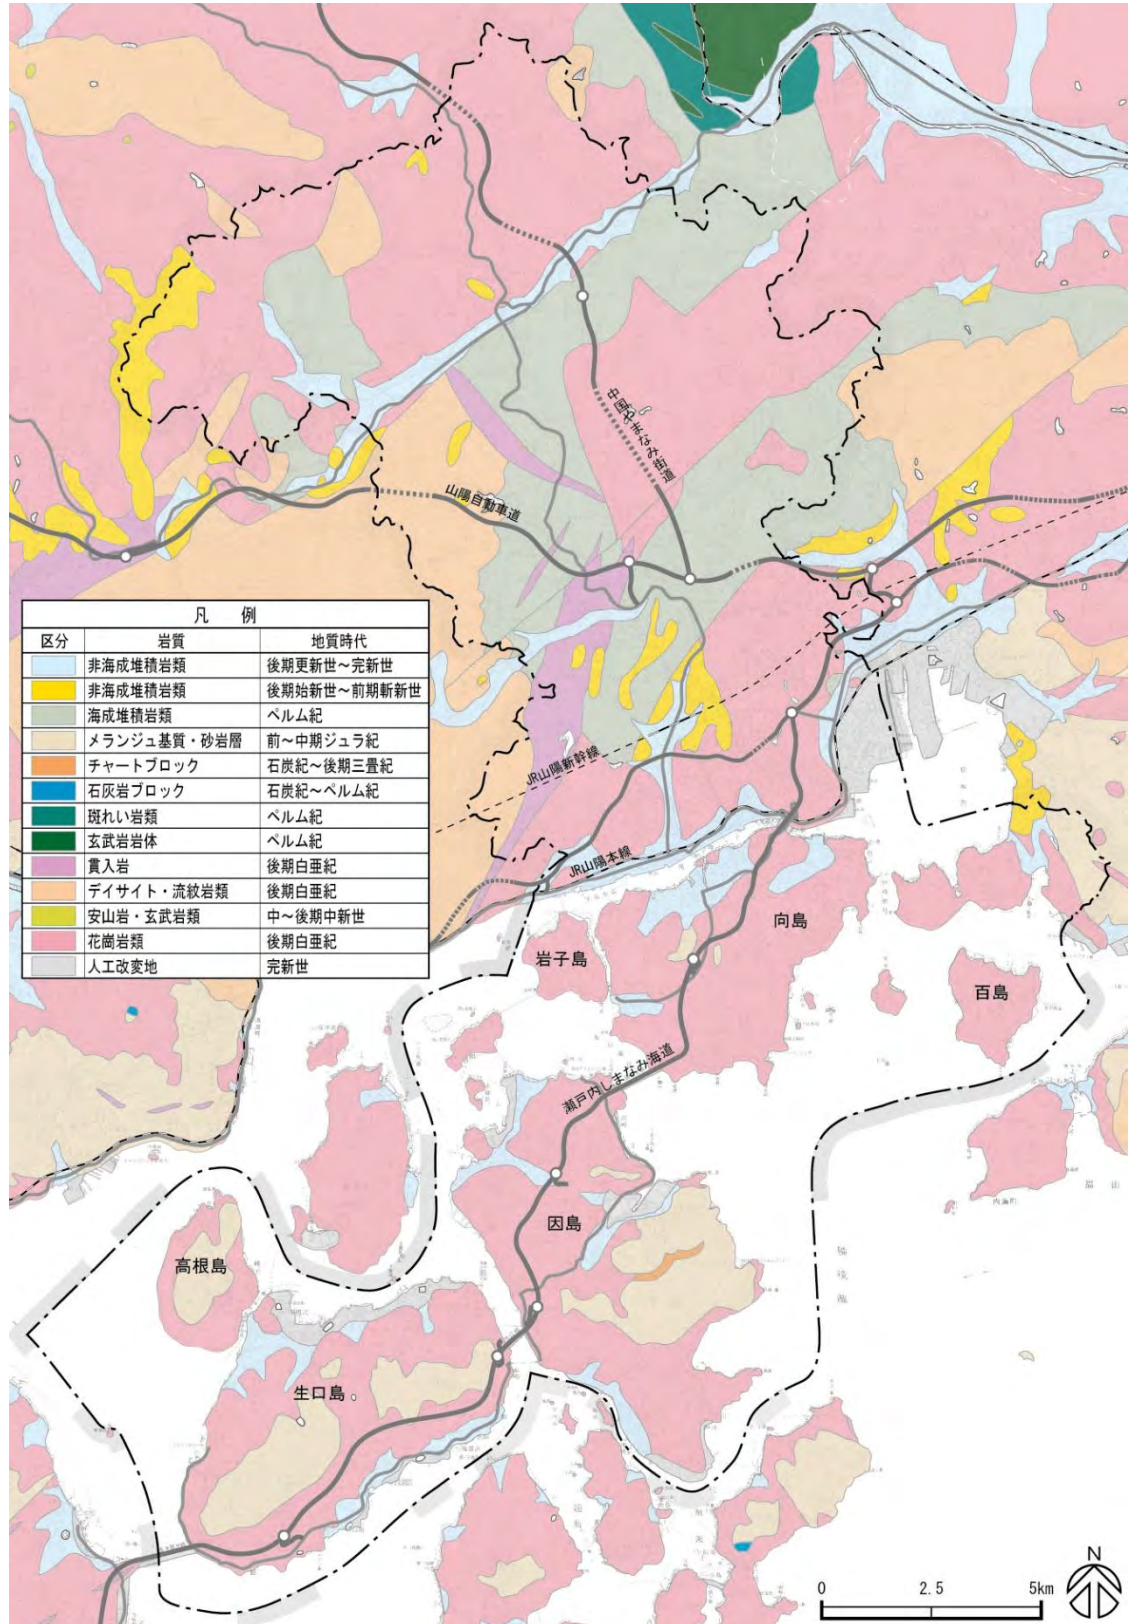 中国やまなみ街道
山陽自動車道
凡 例
区分 岩質 地質時代
非海成堆積岩類 後期更新世～完新世
非海成堆積岩類 後期始新世～前期斬新世
海成堆積岩類 ペルム紀
メランジュ基質・砂岩層 前～中期ジュラ紀
チャートブロック 石炭紀～後期三畳紀
石灰岩ブロック 石炭紀～ペルム紀
斑れい岩類 ペルム紀
玄武岩岩体 ペルム紀
貫入岩 後期白亜紀
デイサイト・流紋岩類 後期白亜紀
安山岩・玄武岩類 中～後期中新世
花崗岩類 後期白亜紀
人工改変地 完新世
JR山陽新幹線
JR山陽本線
向島
岩子島
百島
瀬戸内しまなみ海道
因島
高根島
生口島
N
0 2.5 5km